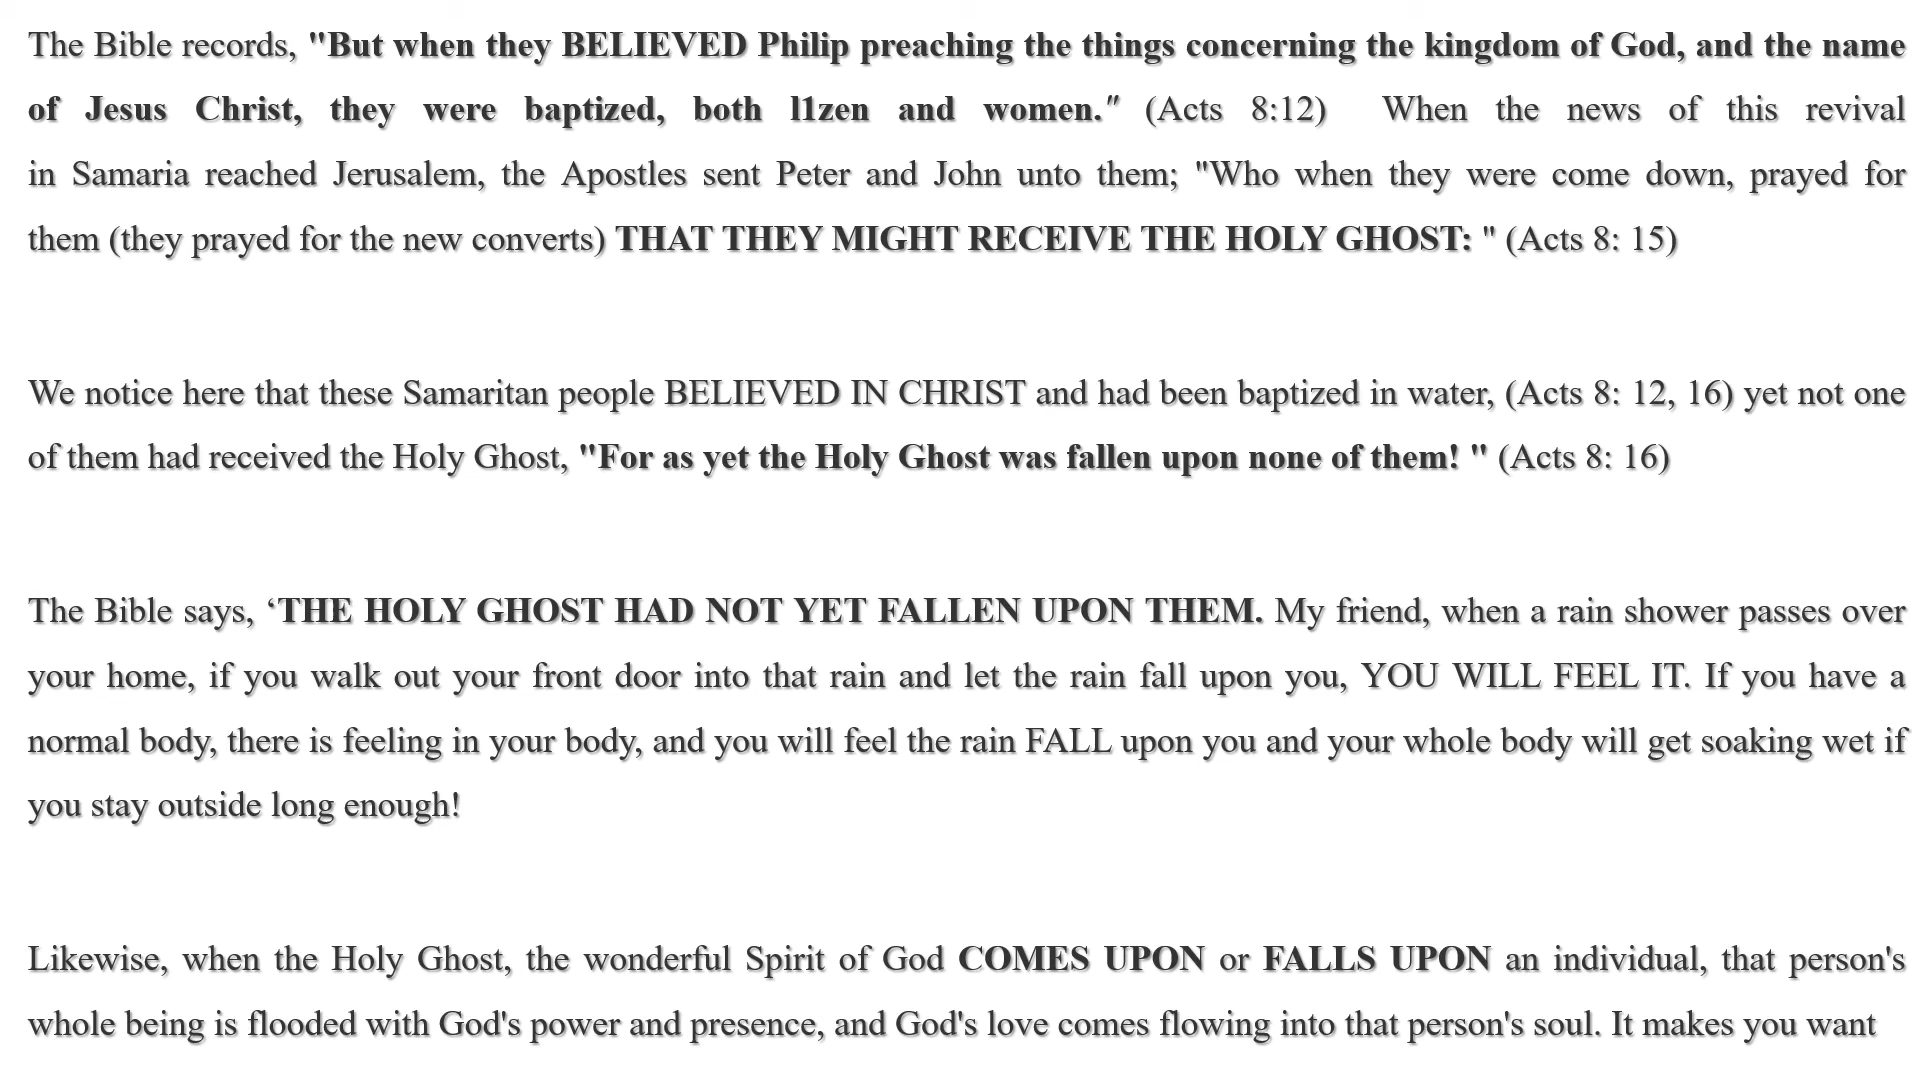 The Bible records, "But when they BELIEVED Philip preaching the things concerning the kingdom of God, and the name
of Jesus Christ, they were baptized, both l1zen and women." (Acts 8:12)  When the news of this revival
in Samaria reached Jerusalem, the Apostles sent Peter and John unto them; "Who when they were come down, prayed for
them (they prayed for the new converts) THAT THEY MIGHT RECEIVE THE HOLY GHOST: " (Acts 8: 15)
We notice here that these Samaritan people BELIEVED IN CHRIST and had been baptized in water, (Acts 8: 12, 16) yet not one
of them had received the Holy Ghost, "For as yet the Holy Ghost was fallen upon none of them! " (Acts 8: 16)
The Bible says, ‘THE HOLY GHOST HAD NOT YET FALLEN UPON THEM. My friend, when a rain shower passes over
your home, if you walk out your front door into that rain and let the rain fall upon you, YOU WILL FEEL IT. If you have a
normal body, there is feeling in your body, and you will feel the rain FALL upon you and your whole body will get soaking wet if
you stay outside long enough!
Likewise, when the Holy Ghost, the wonderful Spirit of God COMES UPON or FALLS UPON an individual, that person's
whole being is flooded with God's power and presence, and God's love comes flowing into that person's soul. It makes you want